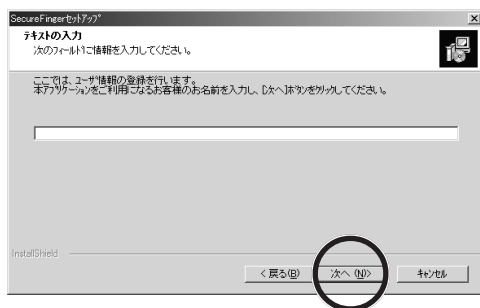 SecureFingerセットアップ
テキストの入力
次のフィールドに情報を入力してください。
ここでは、ユーザ情報の登録を行います。
本アプリケーションをご利用になるお客様のお名前を入力し、[次へ]ボタンをクリックしてください。
InstallShield
< 戻る(B)
次へ (N)>
キャンセル